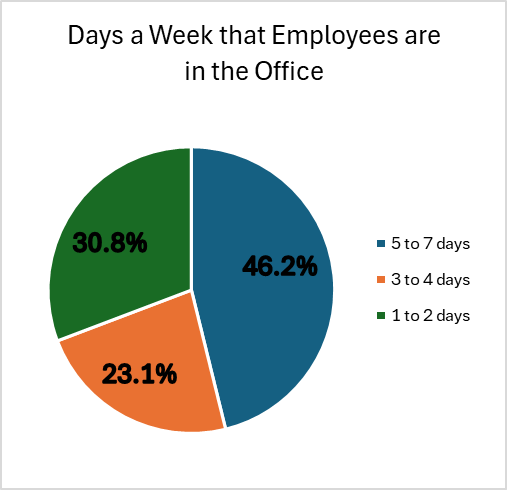 Days a Week that Employees are
in the Office
30.8%
46.2%
23.1%
5 to 7 days
3 to 4 days
1 to 2 days